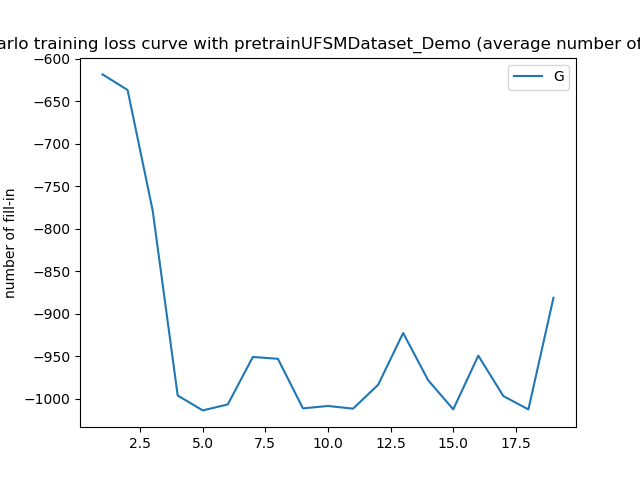 arlo training loss curve with pretrainUFSMDataset_Demo (average number of
G
number of fill-in
−600
−650
−700
−750
−800
−850
−900
−950
−1000
2.5 5.0 7.5 10.0 12.5 15.0 17.5